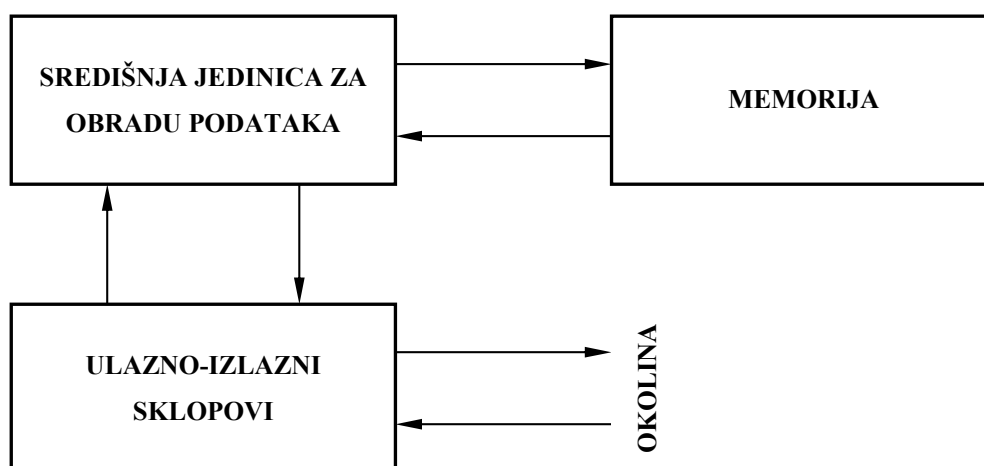 SREDIŠNJA JEDINICA ZA
OBRADU PODATAKA
MEMORIJA
ULAZNO-IZLAZNI
SKLOPOVI
OKOLINA